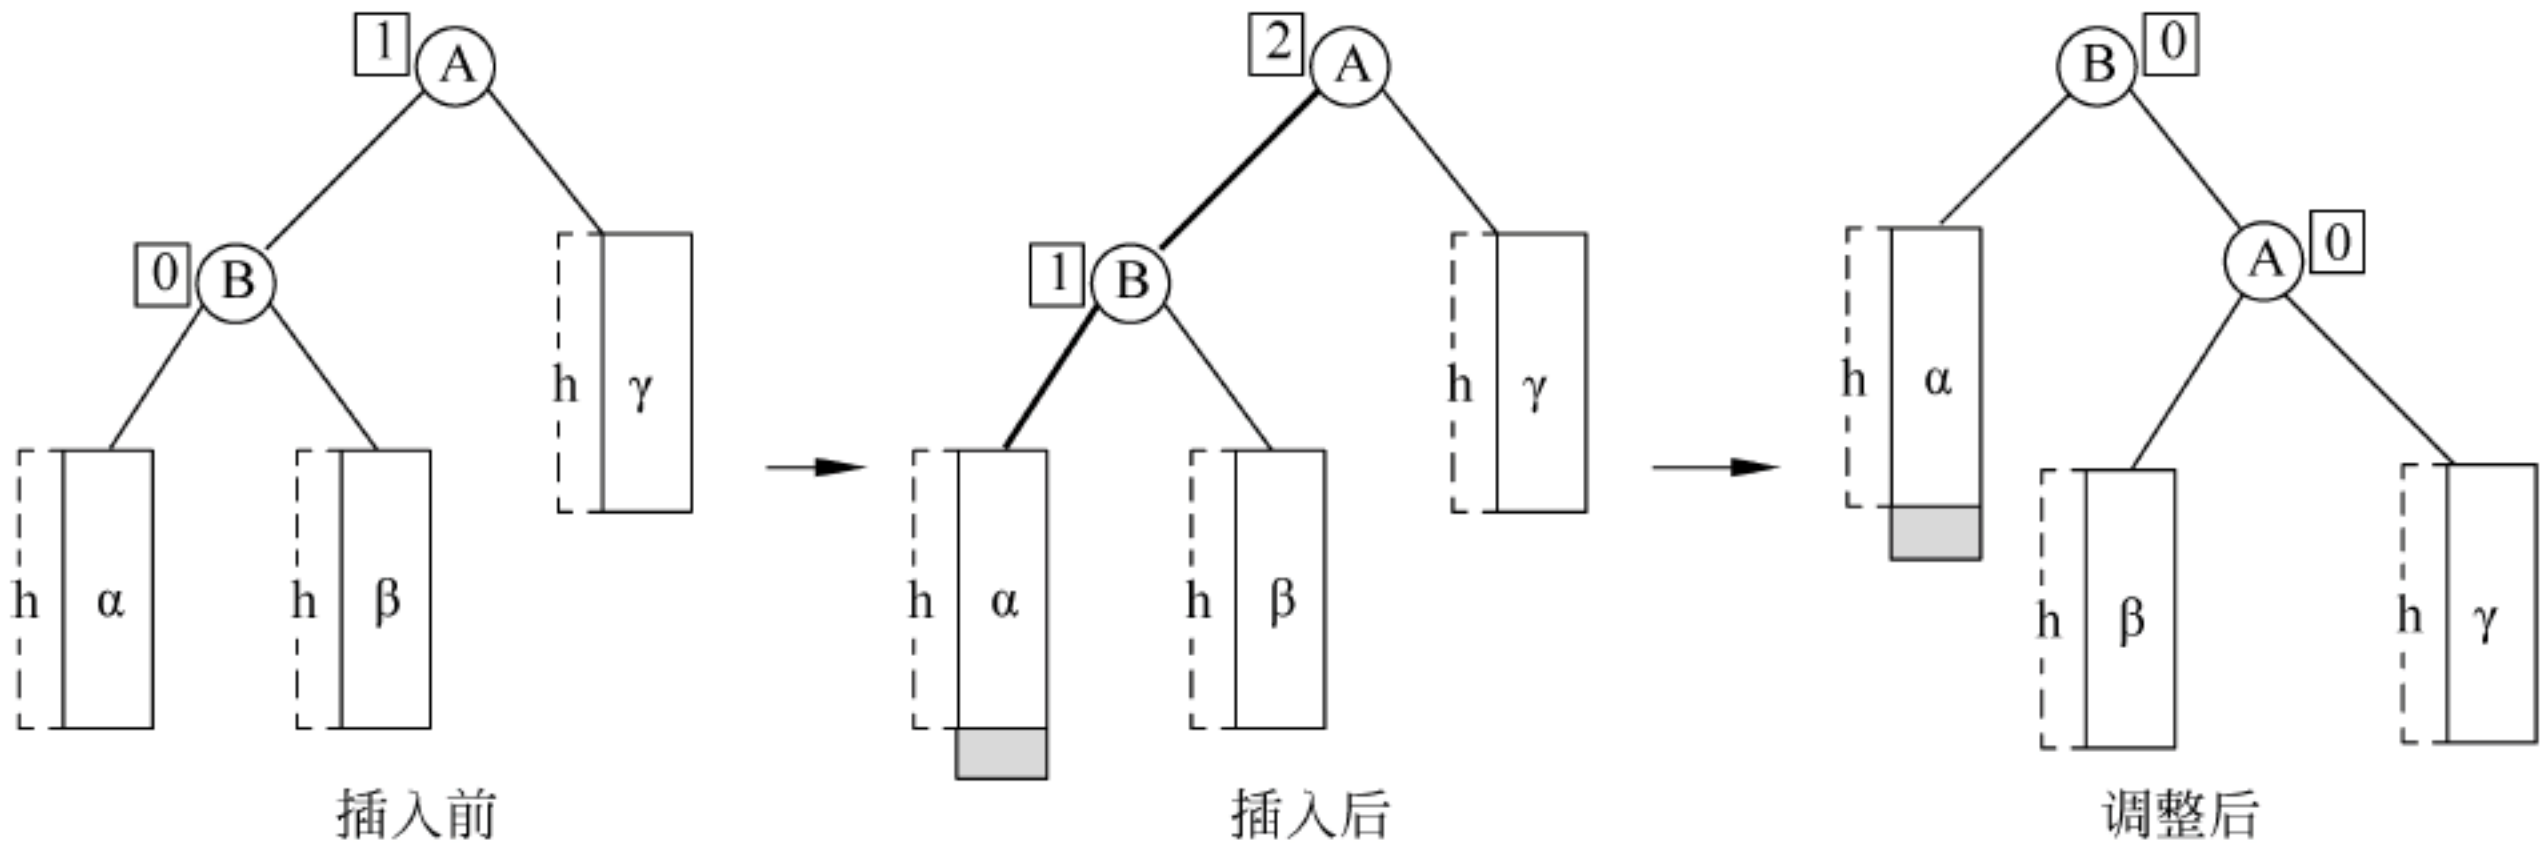 1 A 2 A B 0
0 B 1 B A 0
h γ h γ h α
h α h β h α h β h β h γ
插入前 插入后 调整后